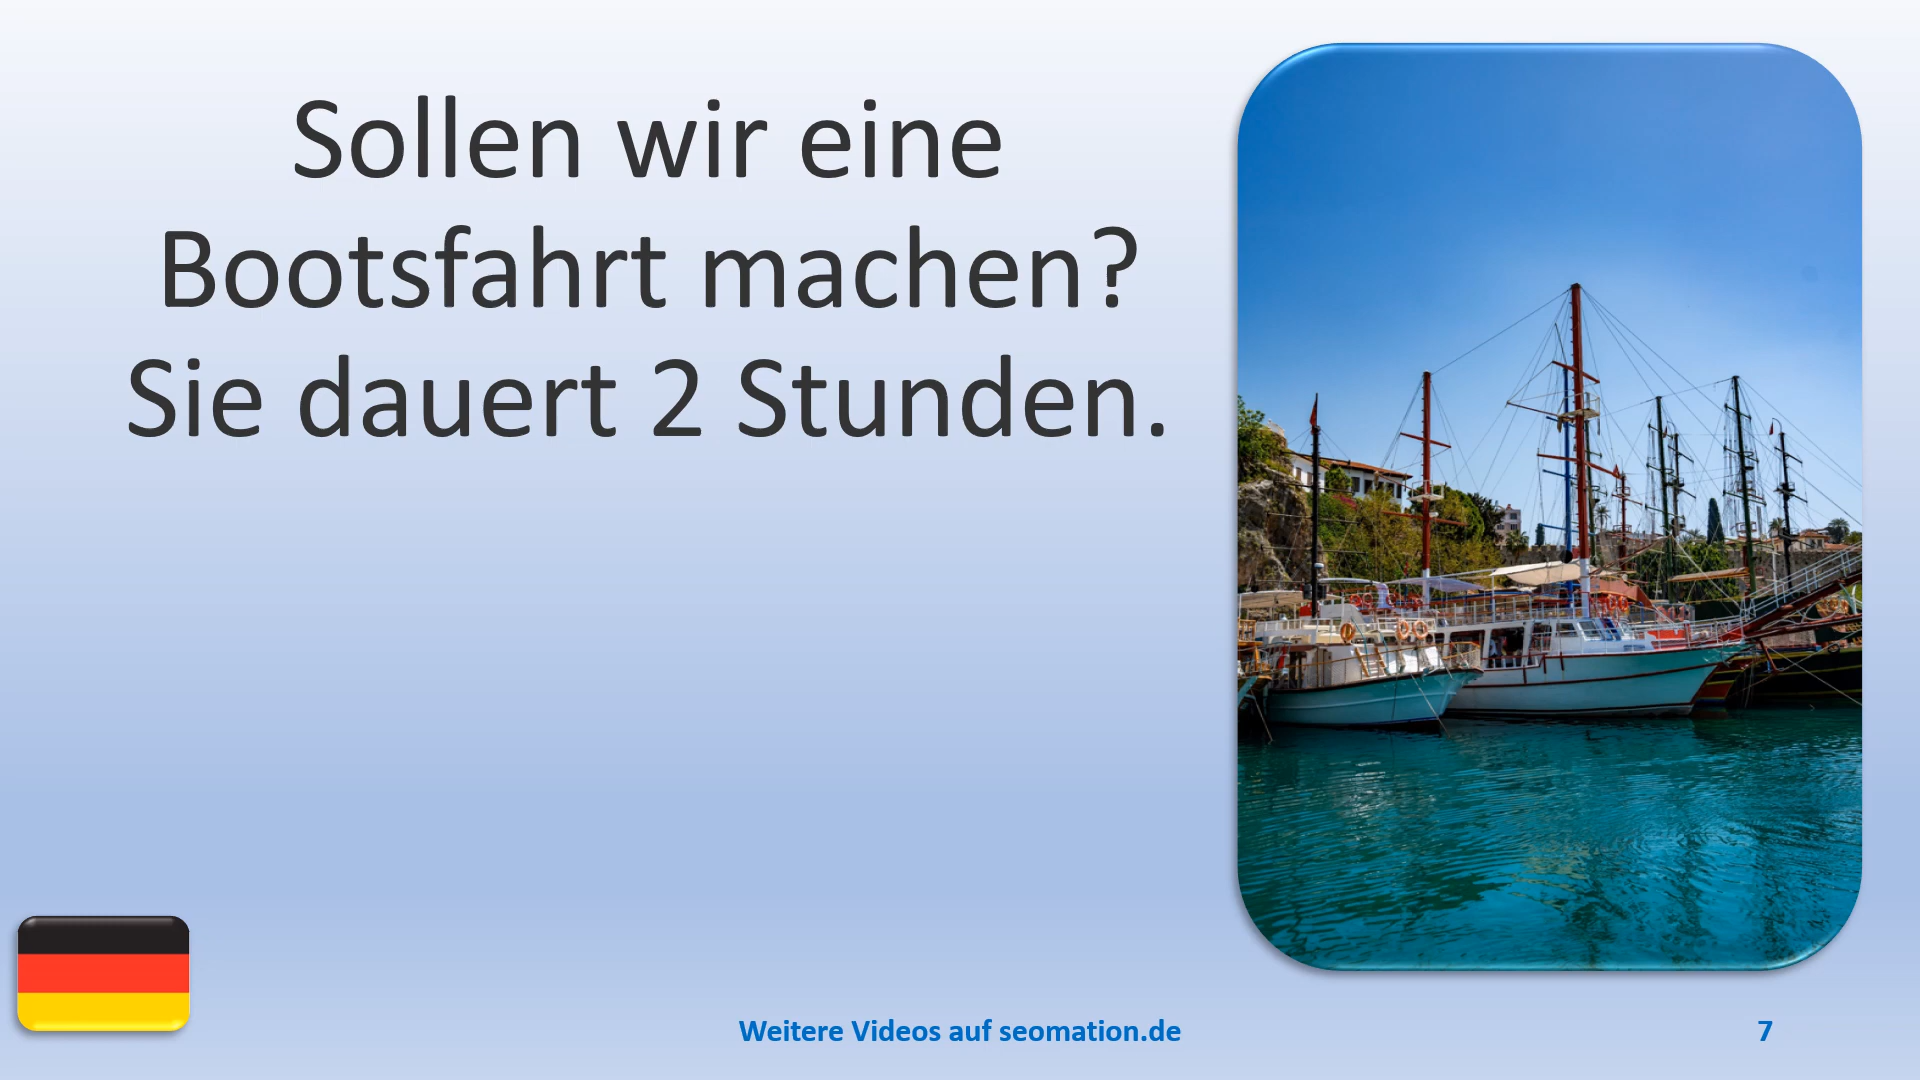 Sollen wir eine
Bootsfahrt machen?
Sie dauert 2 Stunden.
Weitere Videos auf seomation.de
7